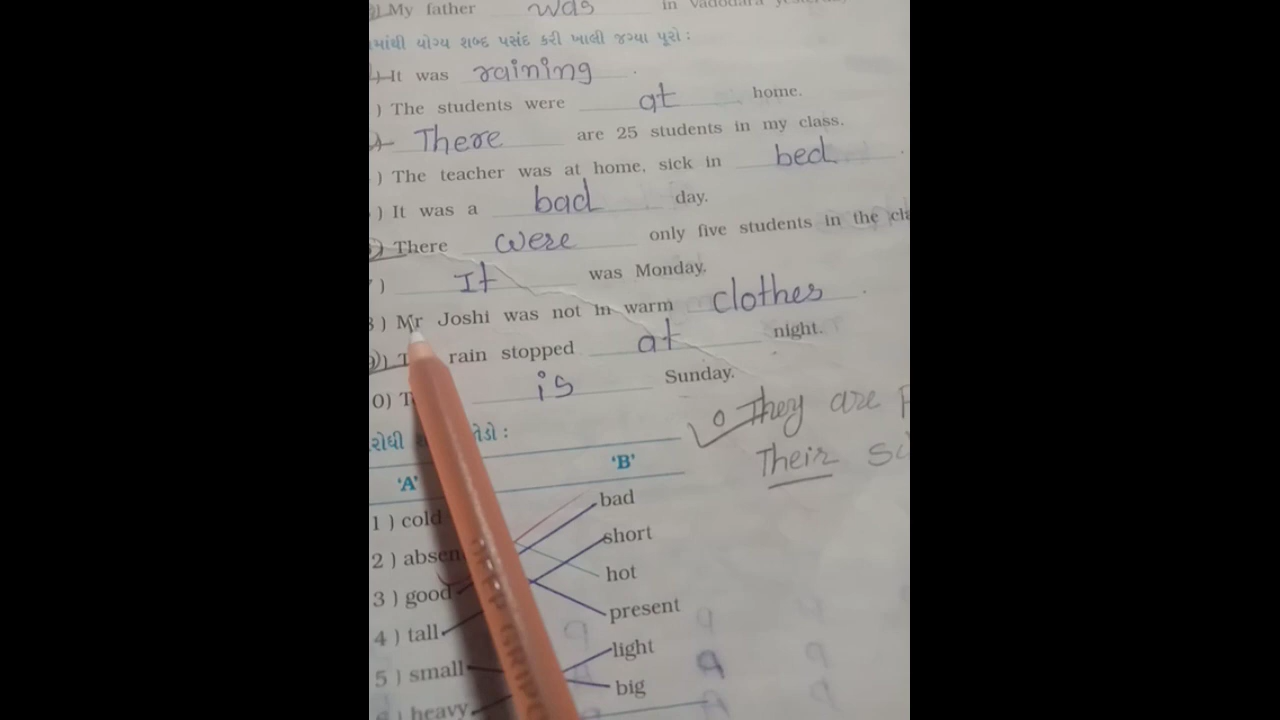 My father was in Vadodara yesterday
માંથી યોગ્ય શબ્દ પસંદ કરી ખાલી જગ્યા પૂરો :
It was raining .
) The students were at home.
There are 25 students in my class.
) The teacher was at home, sick in bed .
) It was a bad day.
) There were only five students in the
) It was Monday.
) Mr Joshi was not in warm clothes .
) rain stopped at night.
0) is Sunday.
They are
Their
'A' 'B'
1 ) cold bad
2 ) absen short
3 ) good hot
4 ) tall present
5 ) small light
) heavy big